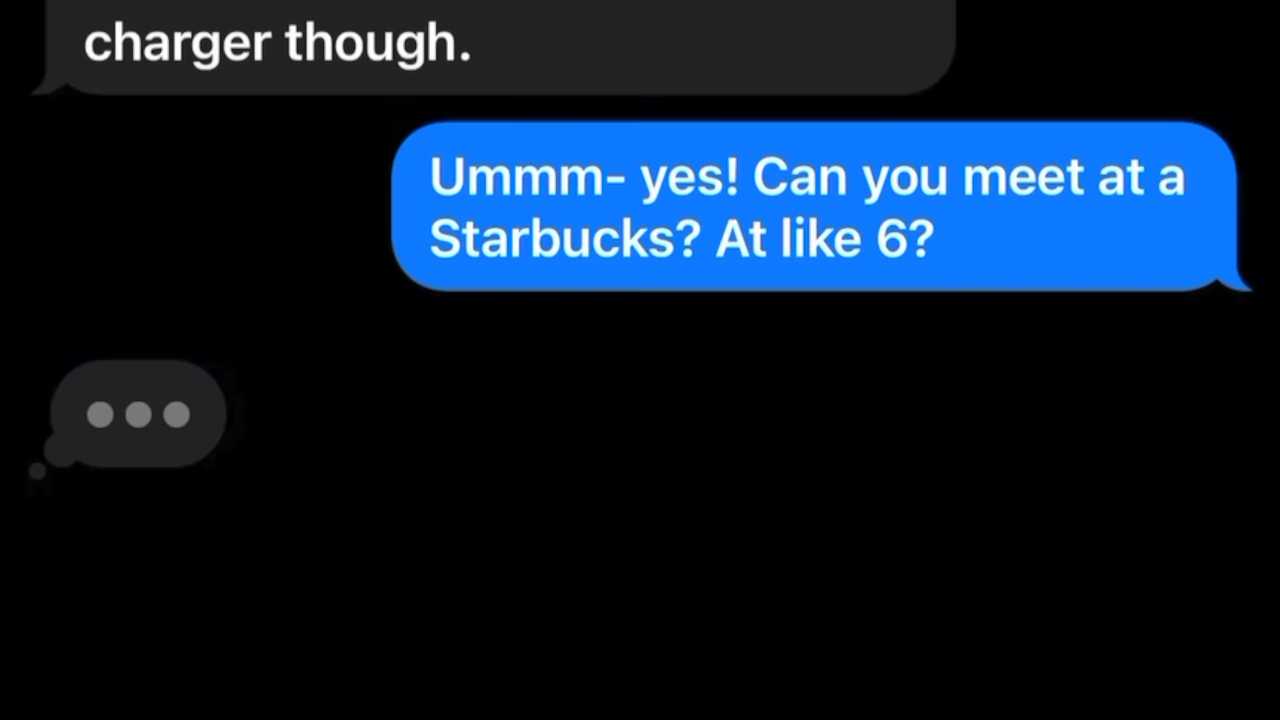 charger though.
Ummm- yes! Can you meet at a
Starbucks? At like 6?